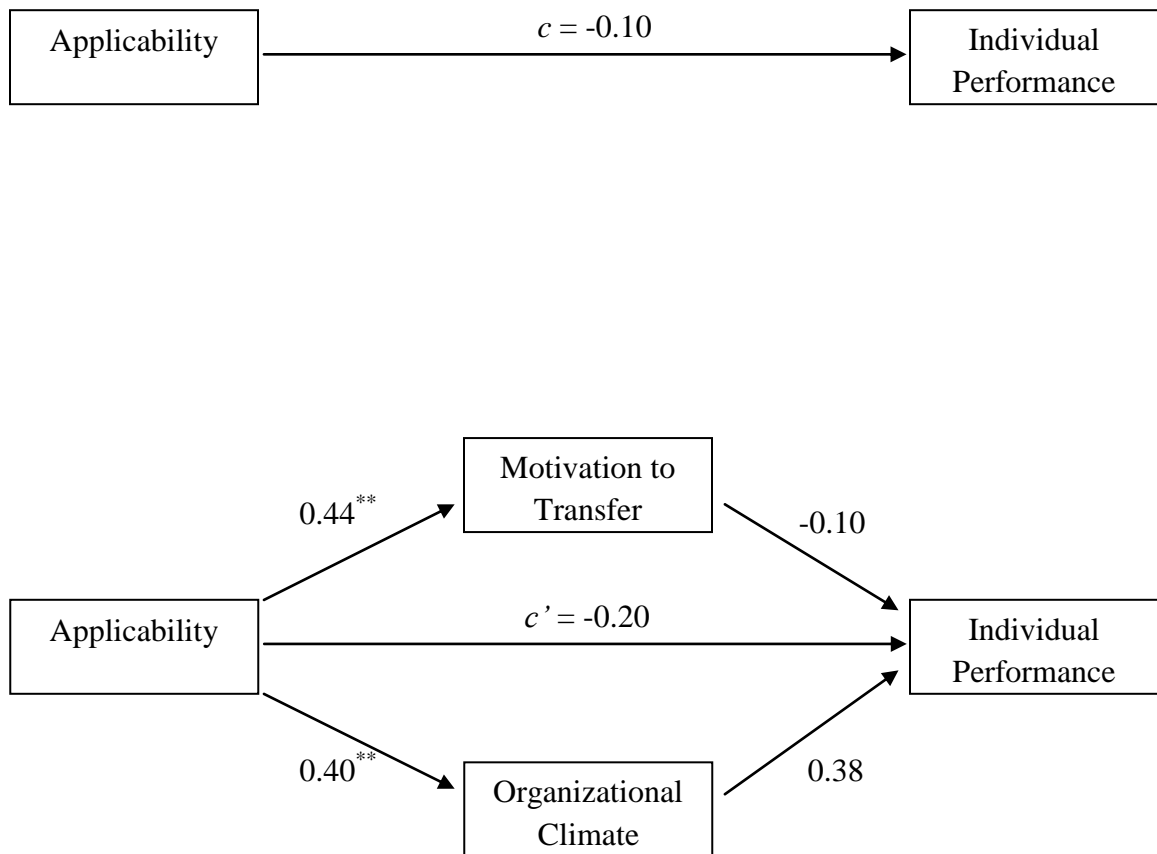 Applicability
c = -0.10
Individual
Performance
Motivation to
Transfer
0.44**
-0.10
Applicability
c’ = -0.20
Individual
Performance
0.40**
0.38
Organizational
Climate